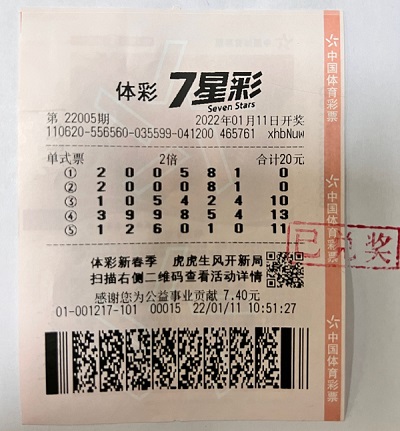 体彩 7星彩
Seven Stars
第 22005期 2022年01月11日开奖
110620-556560-035599-041200 465761 xhbNuw
单式票 2倍 合计20元
① 2 0 0 5 8 1 0
② 2 0 0 0 8 1 0
③ 1 0 5 4 2 4 10
④ 3 9 9 8 5 4 13
⑤ 1 2 6 0 1 0 11
体彩新春季 虎虎生风开新局
扫描右侧二维码查看活动详情
感谢您为公益事业贡献 7.40元
01-001217-101 00015 22/01/11 10:51:27
中国体育彩票
中国体育彩票
中国体育彩票
已兑奖